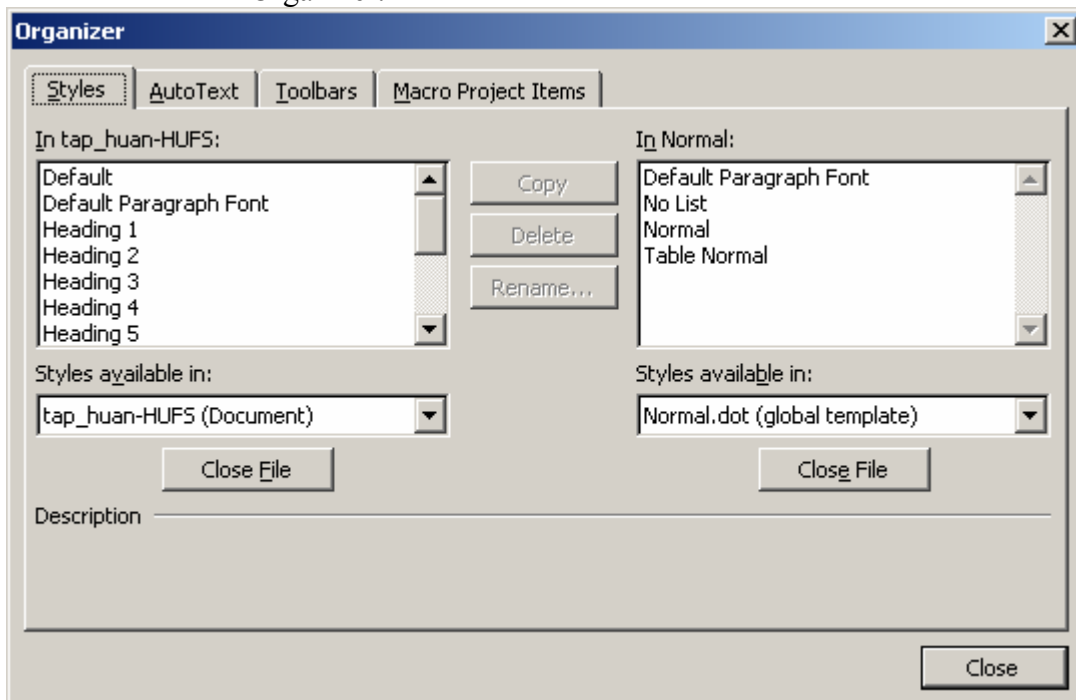 Organizer
Styles AutoText Toolbars Macro Project Items
In tap_huan-HUFS:
Default
Default Paragraph Font
Heading 1
Heading 2
Heading 3
Heading 4
Heading 5
Styles available in:
tap_huan-HUFS (Document)
Close File
Copy
Delete
Rename...
In Normal:
Default Paragraph Font
No List
Normal
Table Normal
Styles available in:
Normal.dot (global template)
Close File
Description
Close